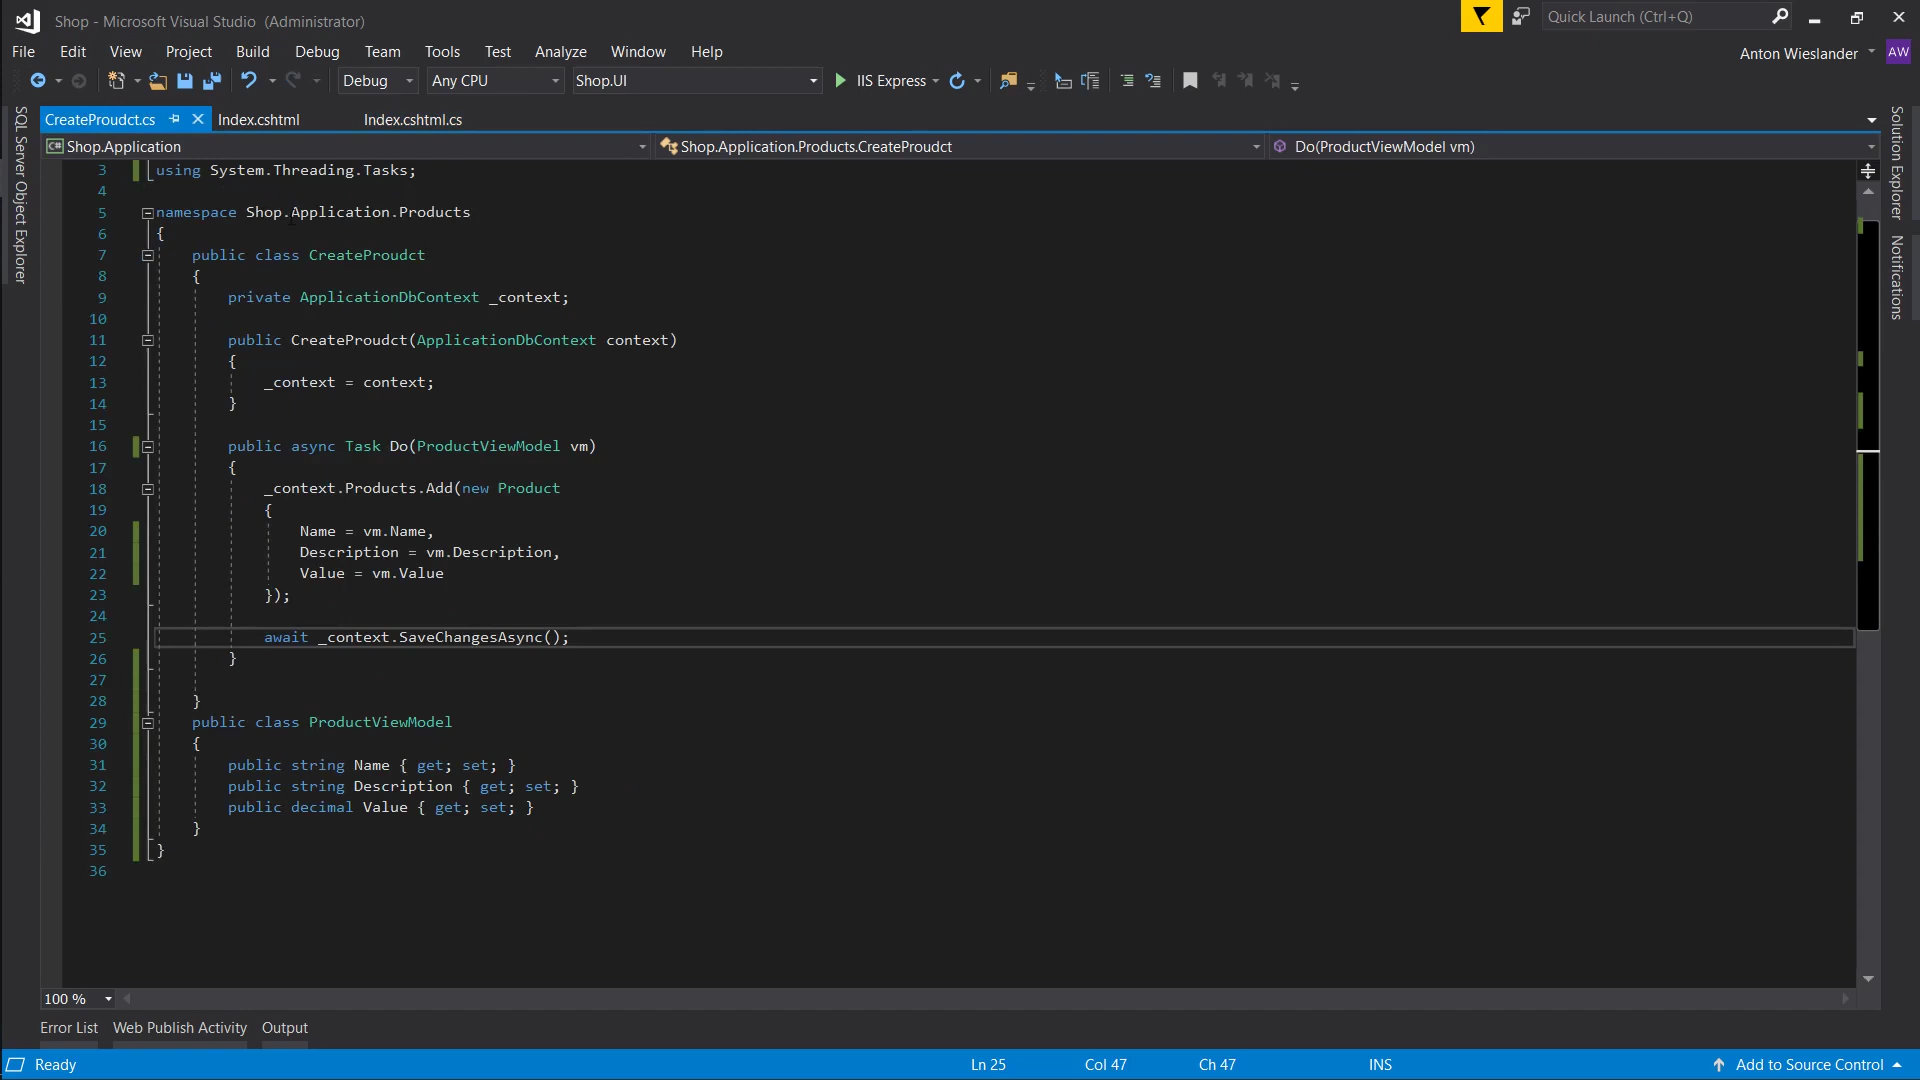 Shop - Microsoft Visual Studio (Administrator)
Quick Launch (Ctrl+Q)
File Edit View Project Build Debug Team Tools Test Analyze Window Help
Anton Wieslander AW
Debug Any CPU Shop.UI IIS Express
SQL Server Object Explorer
Solution Explorer
Notifications
CreateProudct.cs Index.cshtml Index.cshtml.cs
C# Shop.Application Shop.Application.Products.CreateProudct Do(ProductViewModel vm)
3 using System.Threading.Tasks;
4
5 namespace Shop.Application.Products
6 {
7 public class CreateProudct
8 {
9 private ApplicationDbContext _context;
10
11 public CreateProudct(ApplicationDbContext context)
12 {
13 _context = context;
14 }
15
16 public async Task Do(ProductViewModel vm)
17 {
18 _context.Products.Add(new Product
19 {
20 Name = vm.Name,
21 Description = vm.Description,
22 Value = vm.Value
23 });
24
25 await _context.SaveChangesAsync();
26 }
27
28 }
29 public class ProductViewModel
30 {
31 public string Name { get; set; }
32 public string Description { get; set; }
33 public decimal Value { get; set; }
34 }
35 }
36
100 %
Error List Web Publish Activity Output
Ready Ln 25 Col 47 Ch 47 INS Add to Source Control